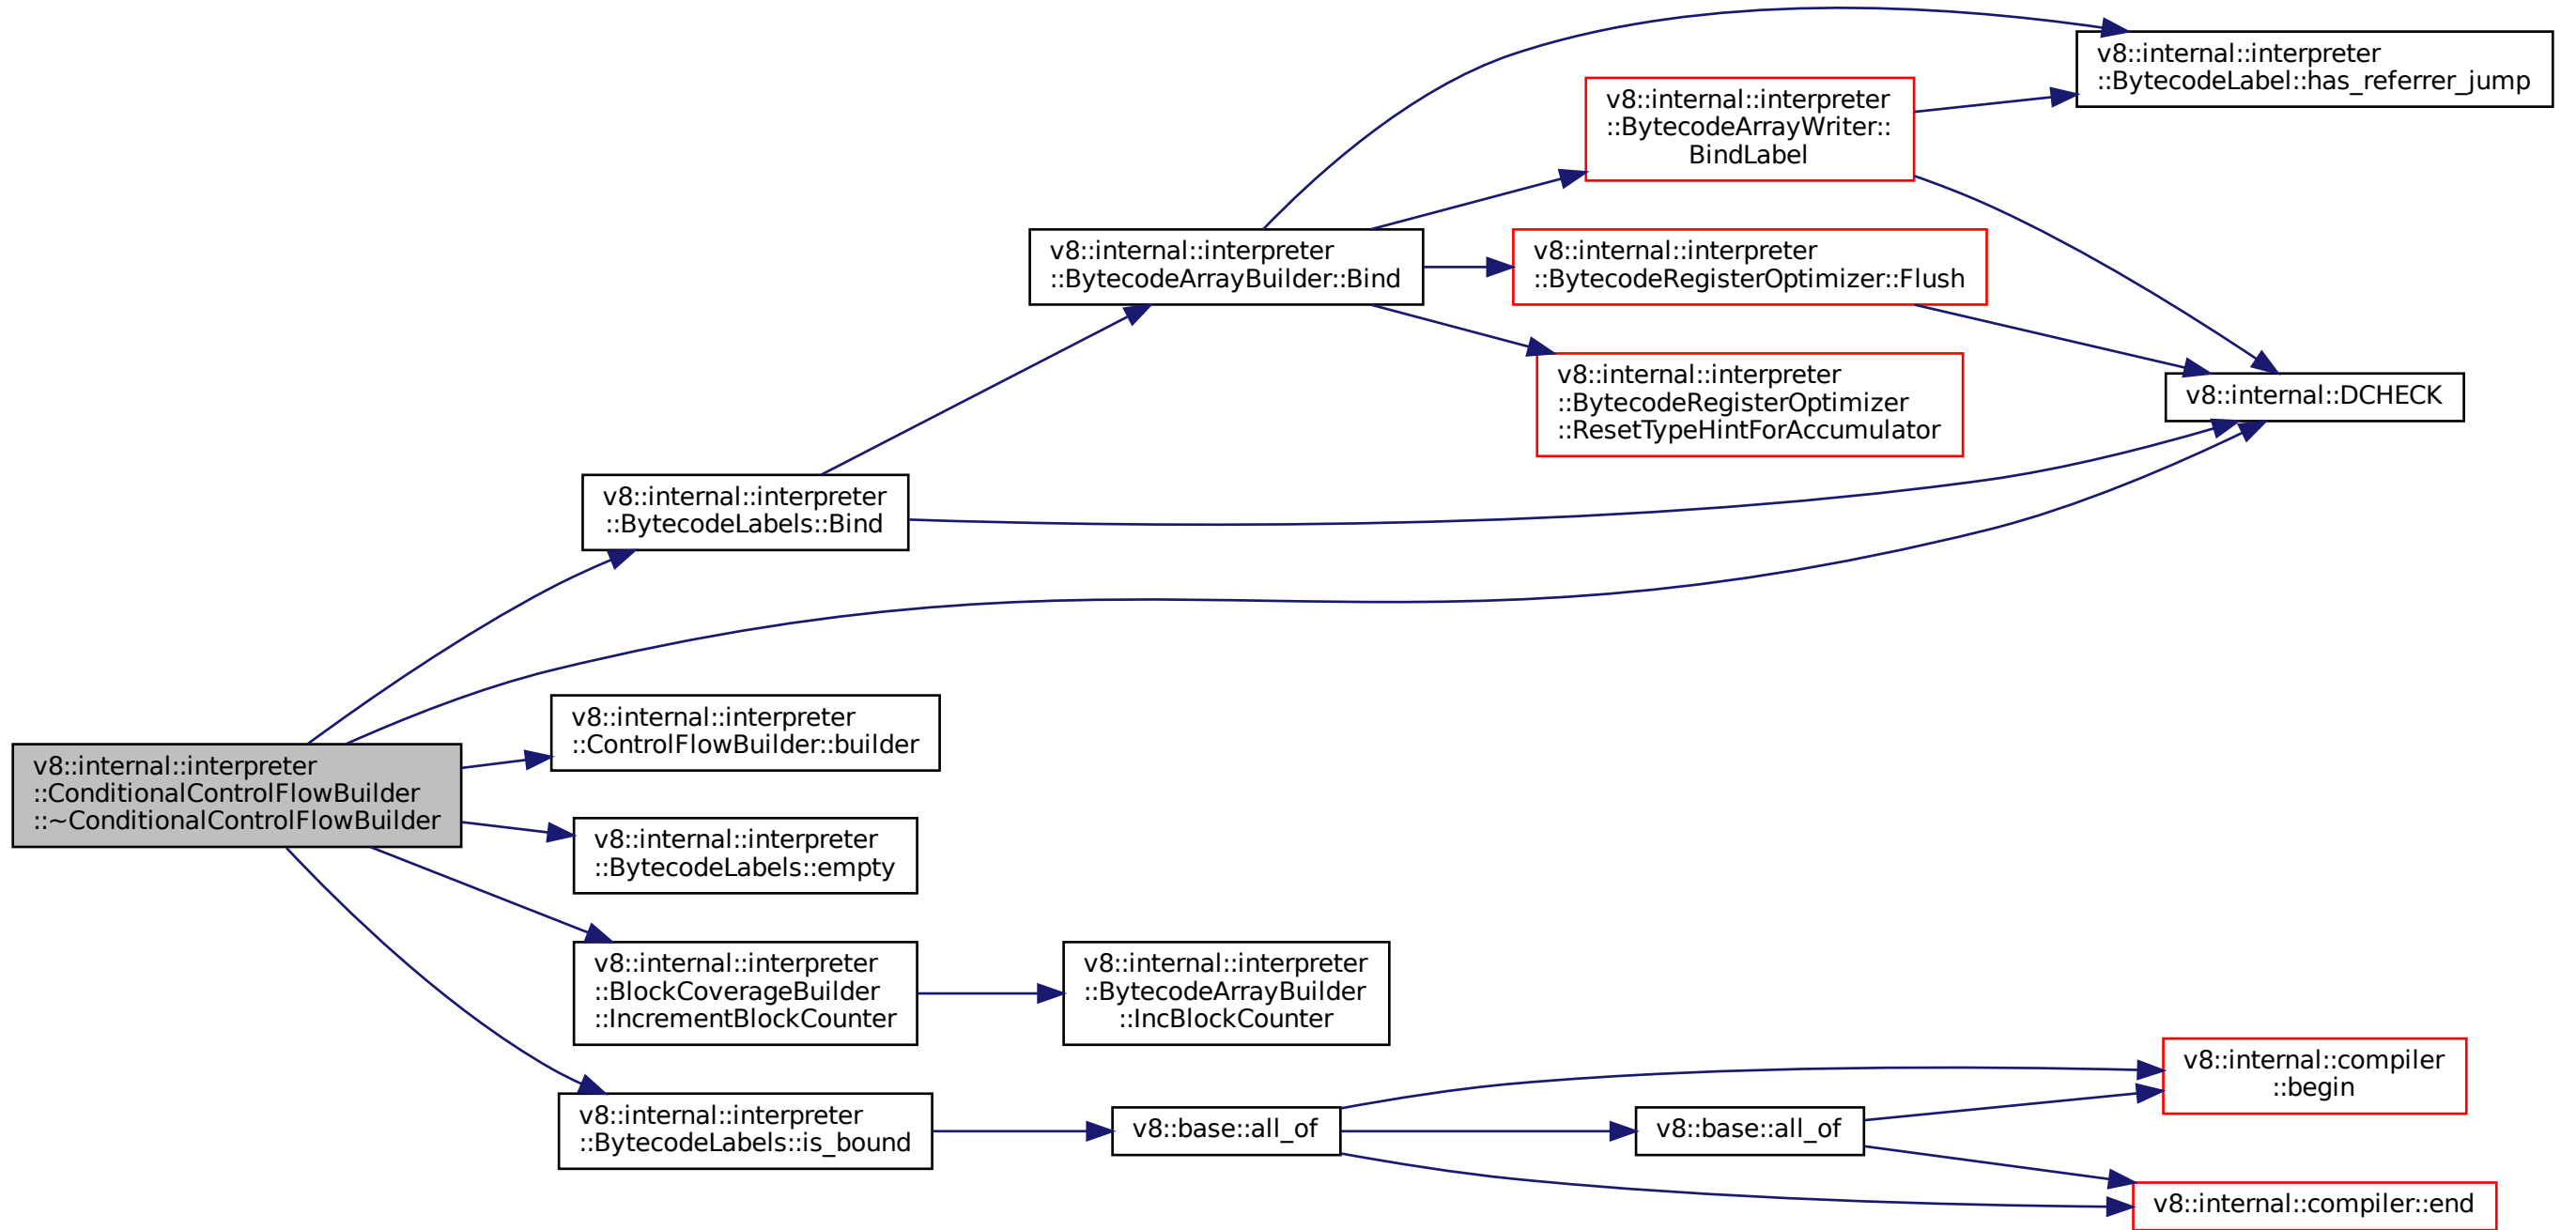 v8::internal::interpreter
::ConditionalControlFlowBuilder
::~ConditionalControlFlowBuilder
v8::internal::interpreter
::BytecodeLabels::Bind
v8::internal::interpreter
::BytecodeArrayBuilder::Bind
v8::internal::interpreter
::BytecodeArrayWriter::
BindLabel
v8::internal::interpreter
::BytecodeLabel::has_referrer_jump
v8::internal::interpreter
::BytecodeRegisterOptimizer::Flush
v8::internal::interpreter
::BytecodeRegisterOptimizer
::ResetTypeHintForAccumulator
v8::internal::DCHECK
v8::internal::interpreter
::ControlFlowBuilder::builder
v8::internal::interpreter
::BytecodeLabels::empty
v8::internal::interpreter
::BlockCoverageBuilder
::IncrementBlockCounter
v8::internal::interpreter
::BytecodeArrayBuilder
::IncBlockCounter
v8::internal::interpreter
::BytecodeLabels::is_bound
v8::base::all_of
v8::base::all_of
v8::internal::compiler
::begin
v8::internal::compiler::end